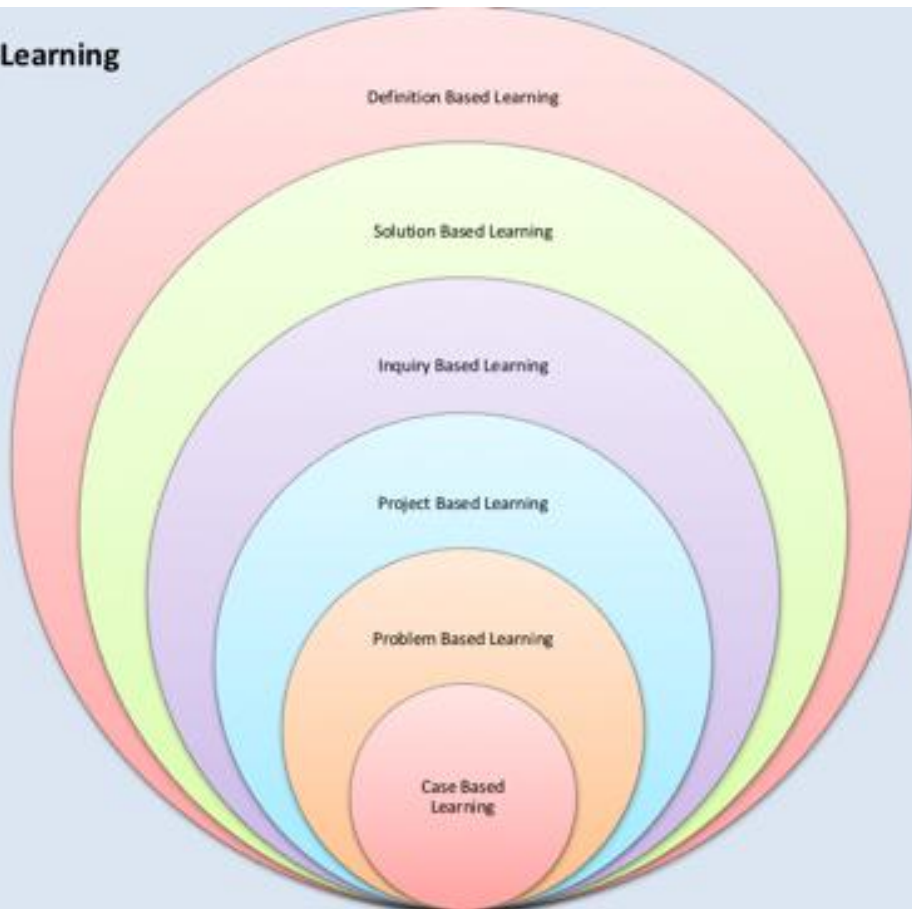 Learning
Definition Based Learning
Solution Based Learning
Inquiry Based Learning
Project Based Learning
Problem Based Learning
Case Based
Learning